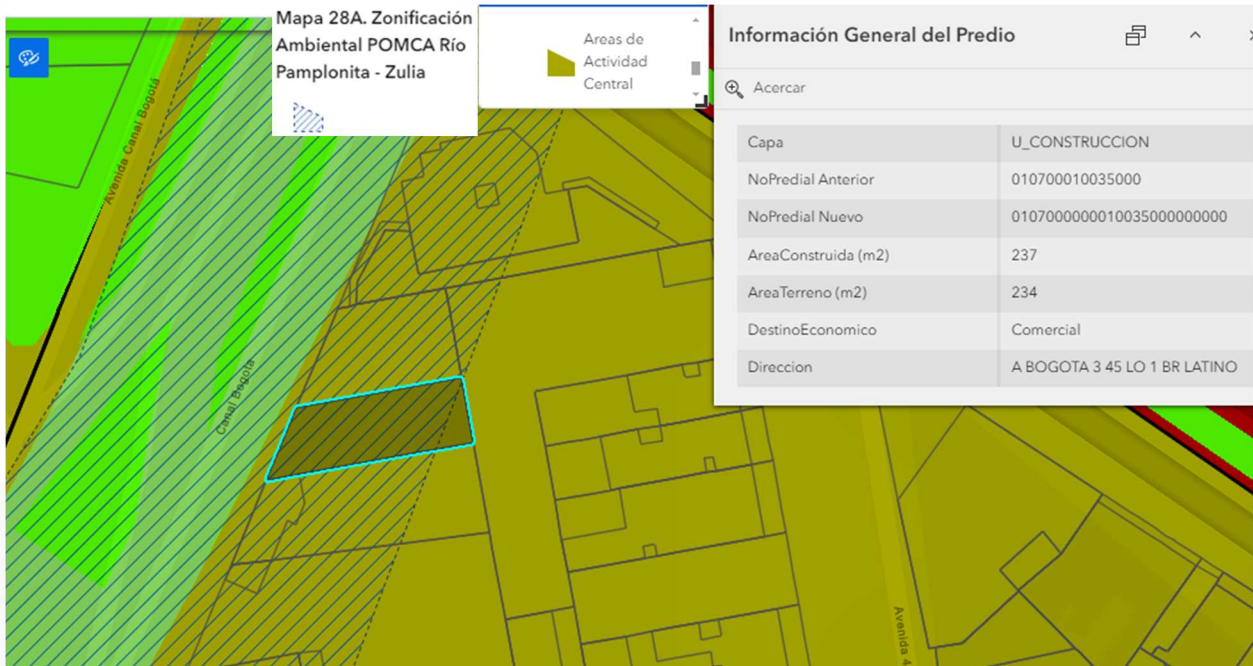 Mapa 28A. Zonificación
Ambiental POMCA Río
Pamplonita - Zulia
Areas de
Actividad
Central
Información General del Predio
Acercar
Capa U_CONSTRUCCION
NoPredial Anterior 010700010035000
NoPredial Nuevo 0107000000010035000000000
AreaConstruida (m2) 237
AreaTerreno (m2) 234
DestinoEconomico Comercial
Direccion A BOGOTA 3 45 LO 1 BR LATINO
Avenida Canal Bogotá
Canal Bogotá
Avenida 4